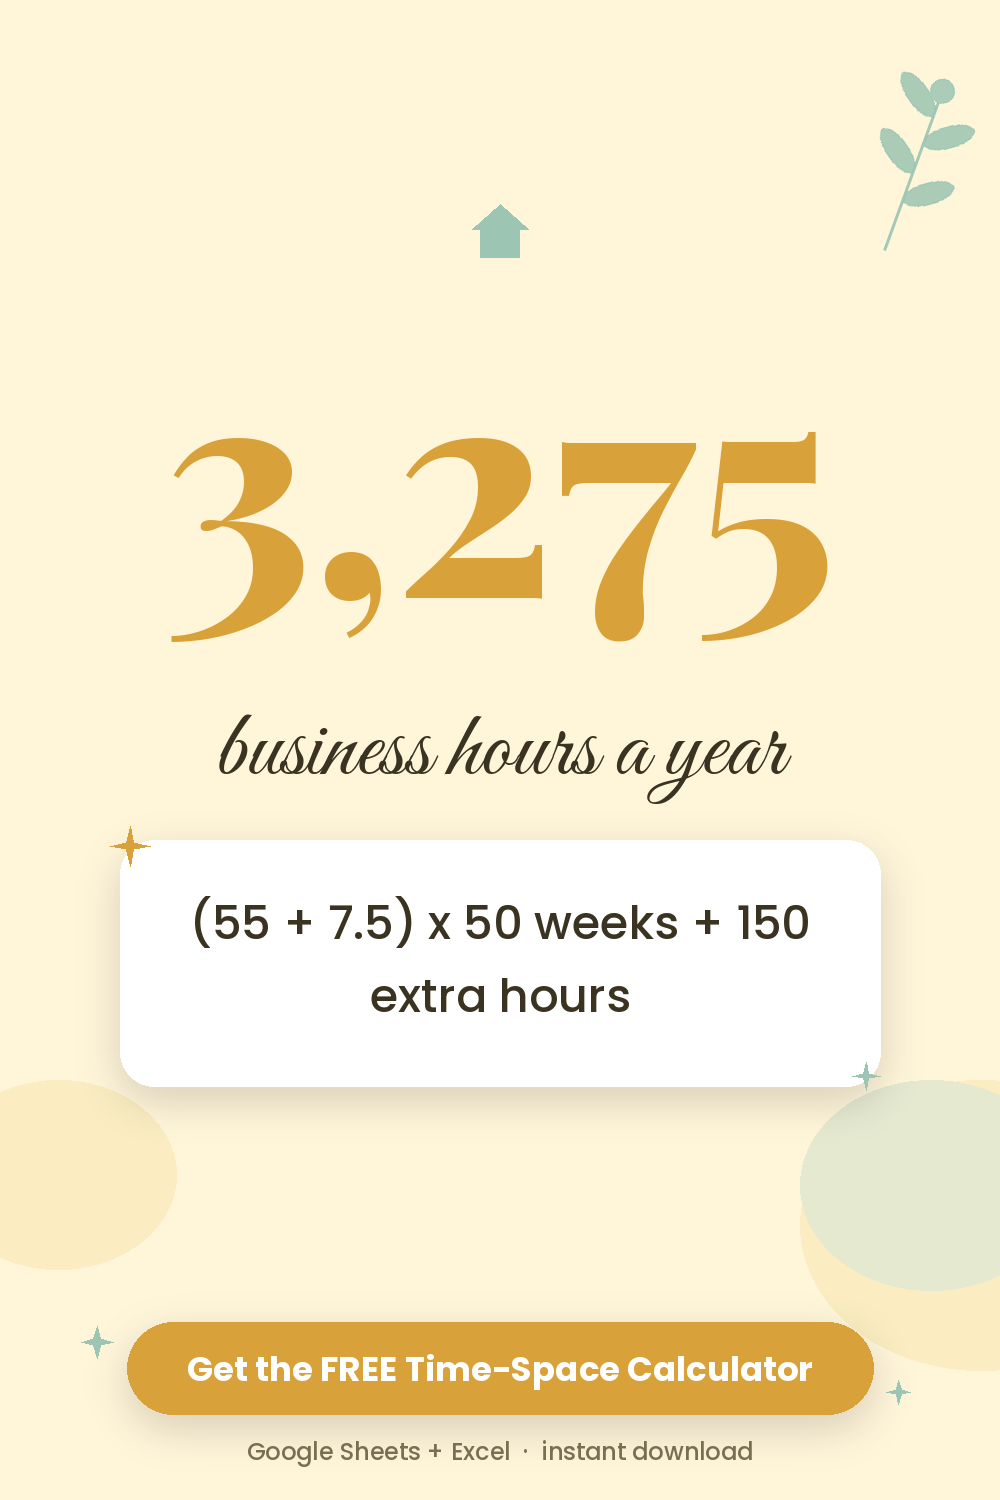 3,275
business hours a year
(55 + 7.5) x 50 weeks + 150
extra hours
Get the FREE Time-Space Calculator
Google Sheets + Excel · instant download